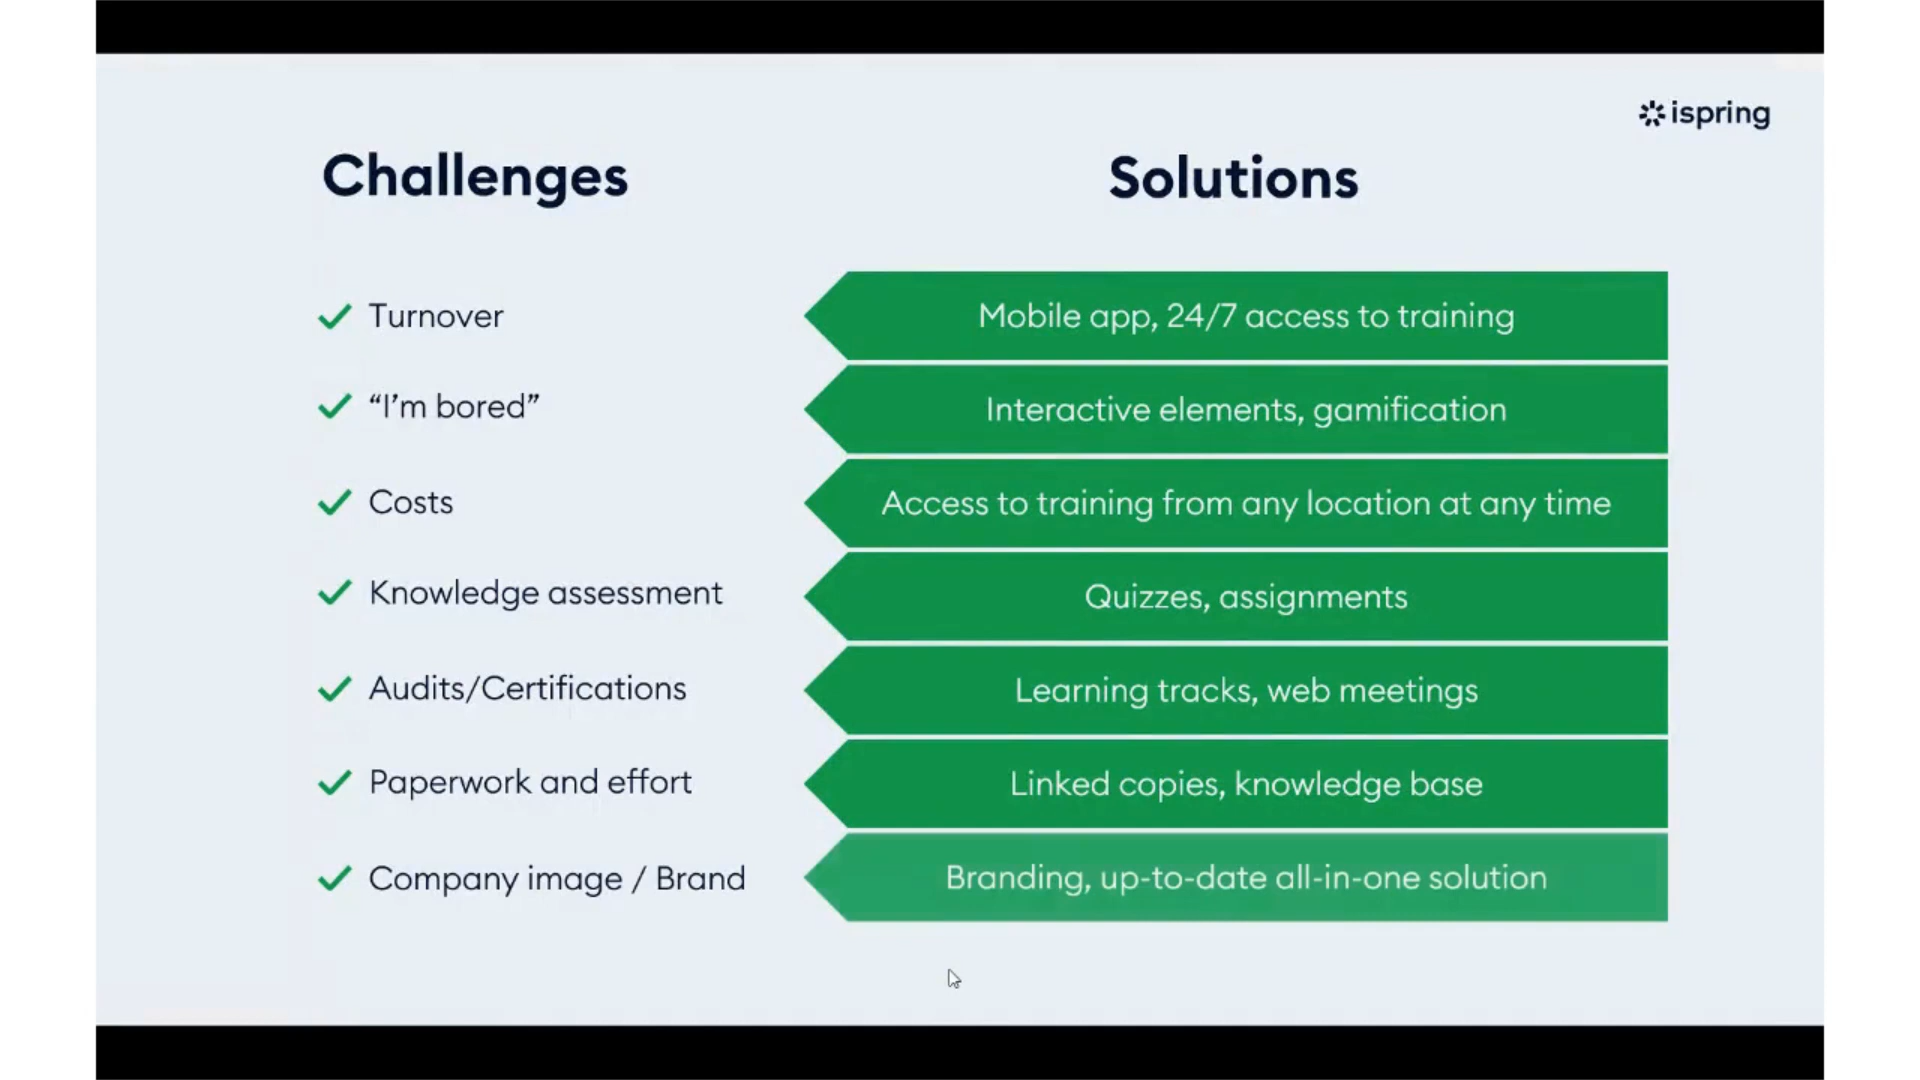 ispring
Challenges
Solutions
Turnover
Mobile app, 24/7 access to training
“I’m bored”
Interactive elements, gamification
Costs
Access to training from any location at any time
Knowledge assessment
Quizzes, assignments
Audits/Certifications
Learning tracks, web meetings
Paperwork and effort
Linked copies, knowledge base
Company image / Brand
Branding, up-to-date all-in-one solution